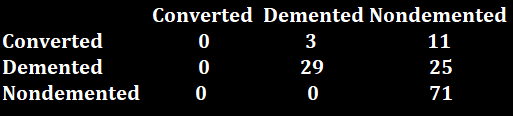 Converted Demented Nondemented
Converted 0 3 11
Demented 0 29 25
Nondemented 0 0 71